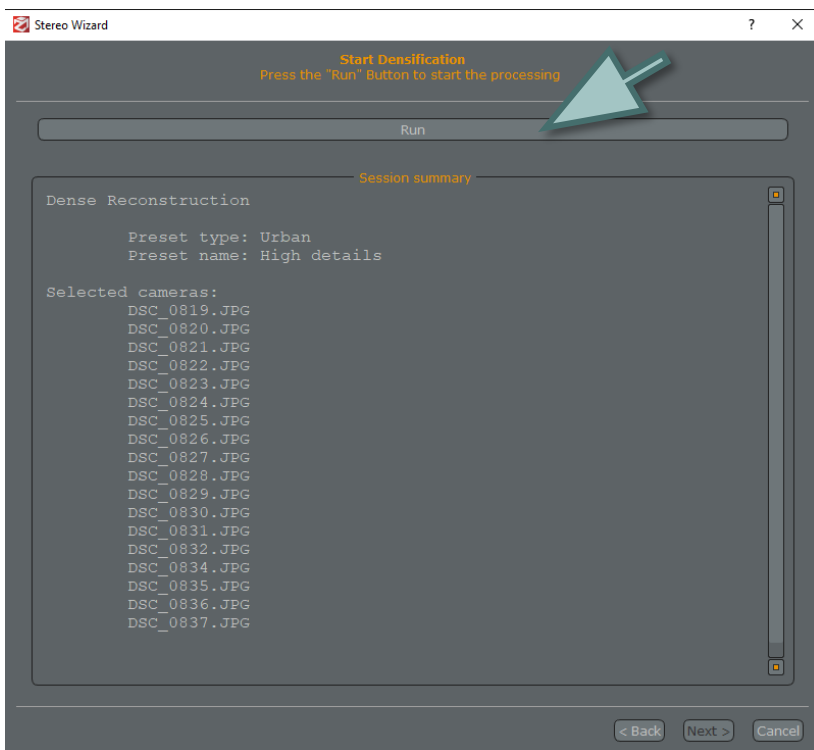 Stereo Wizard
Start Densification
Press the "Run" Button to start the processing
Run
Session summary
Dense Reconstruction
Preset type: Urban
Preset name: High details
Selected cameras:
DSC_0819.JPG
DSC_0820.JPG
DSC_0821.JPG
DSC_0822.JPG
DSC_0823.JPG
DSC_0824.JPG
DSC_0825.JPG
DSC_0826.JPG
DSC_0827.JPG
DSC_0828.JPG
DSC_0829.JPG
DSC_0830.JPG
DSC_0831.JPG
DSC_0832.JPG
DSC_0834.JPG
DSC_0835.JPG
DSC_0836.JPG
DSC_0837.JPG
< Back Next > Cancel